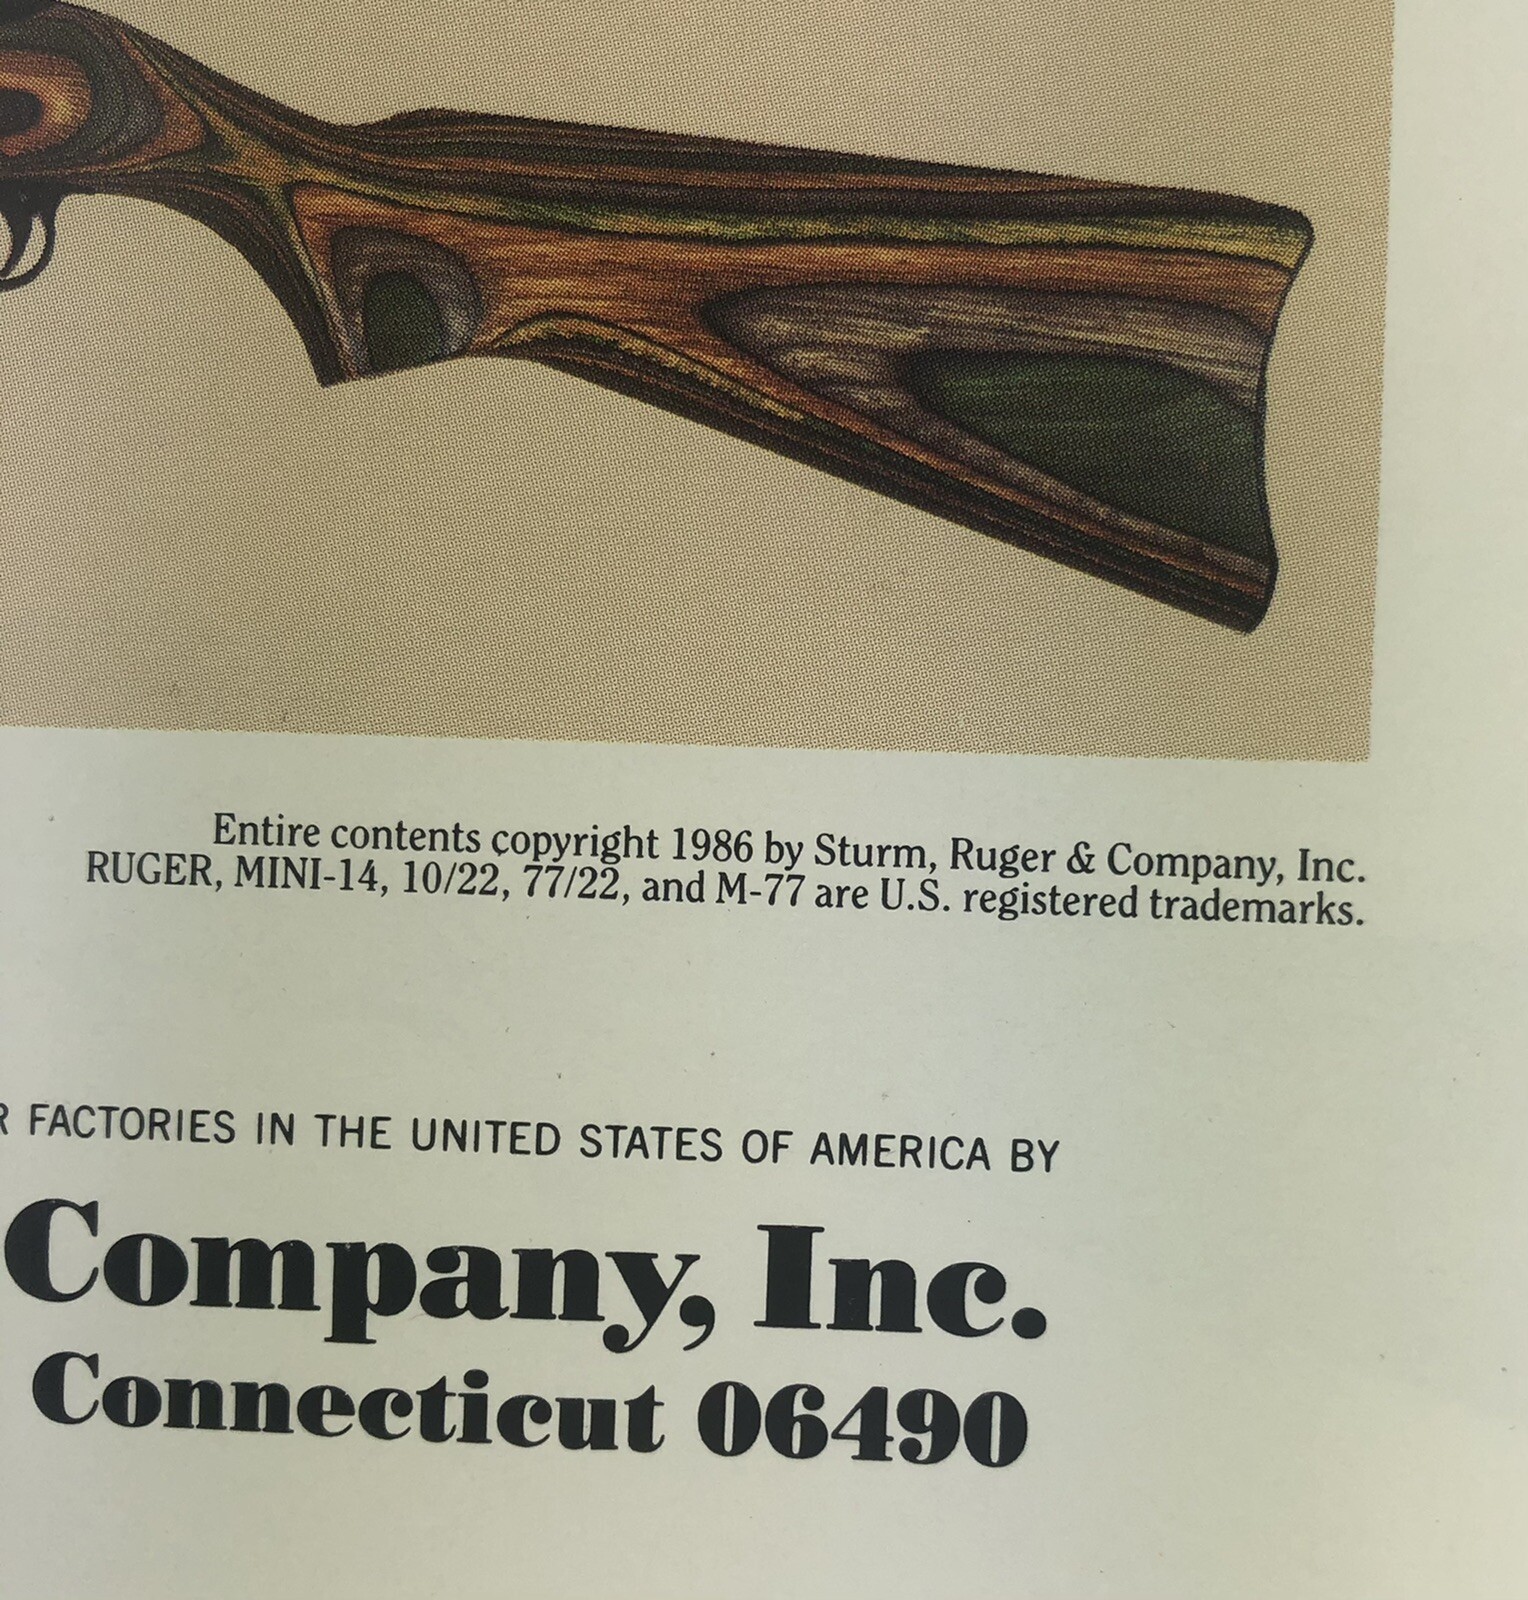 Entire contents copyright 1986 by Sturm, Ruger & Company, Inc.
RUGER, MINI-14, 10/22, 77/22, and M-77 are U.S. registered trademarks.
R FACTORIES IN THE UNITED STATES OF AMERICA BY
Company, Inc.
Connecticut 06490